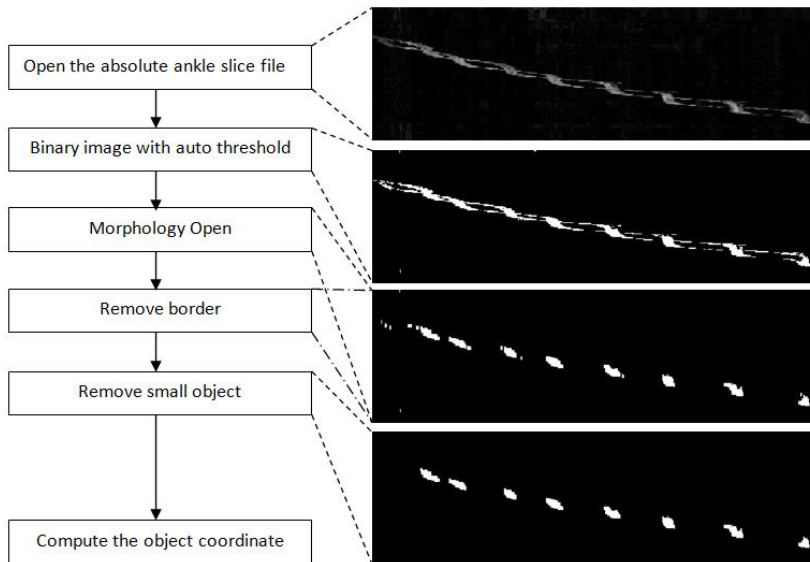 Open the absolute ankle slice file
Binary image with auto threshold
Morphology Open
Remove border
Remove small object
Compute the object coordinate